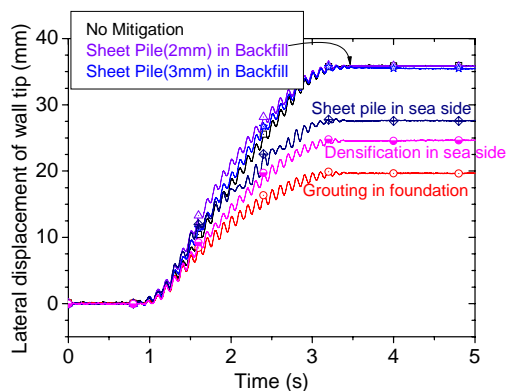 No Mitigation
Sheet Pile(2mm) in Backfill
Sheet Pile(3mm) in Backfill
Sheet pile in sea side
Densification in sea side
Grouting in foundation
Lateral displacement of wall tip (mm)
40
30
20
10
0
0 1 2 3 4 5
Time (s)